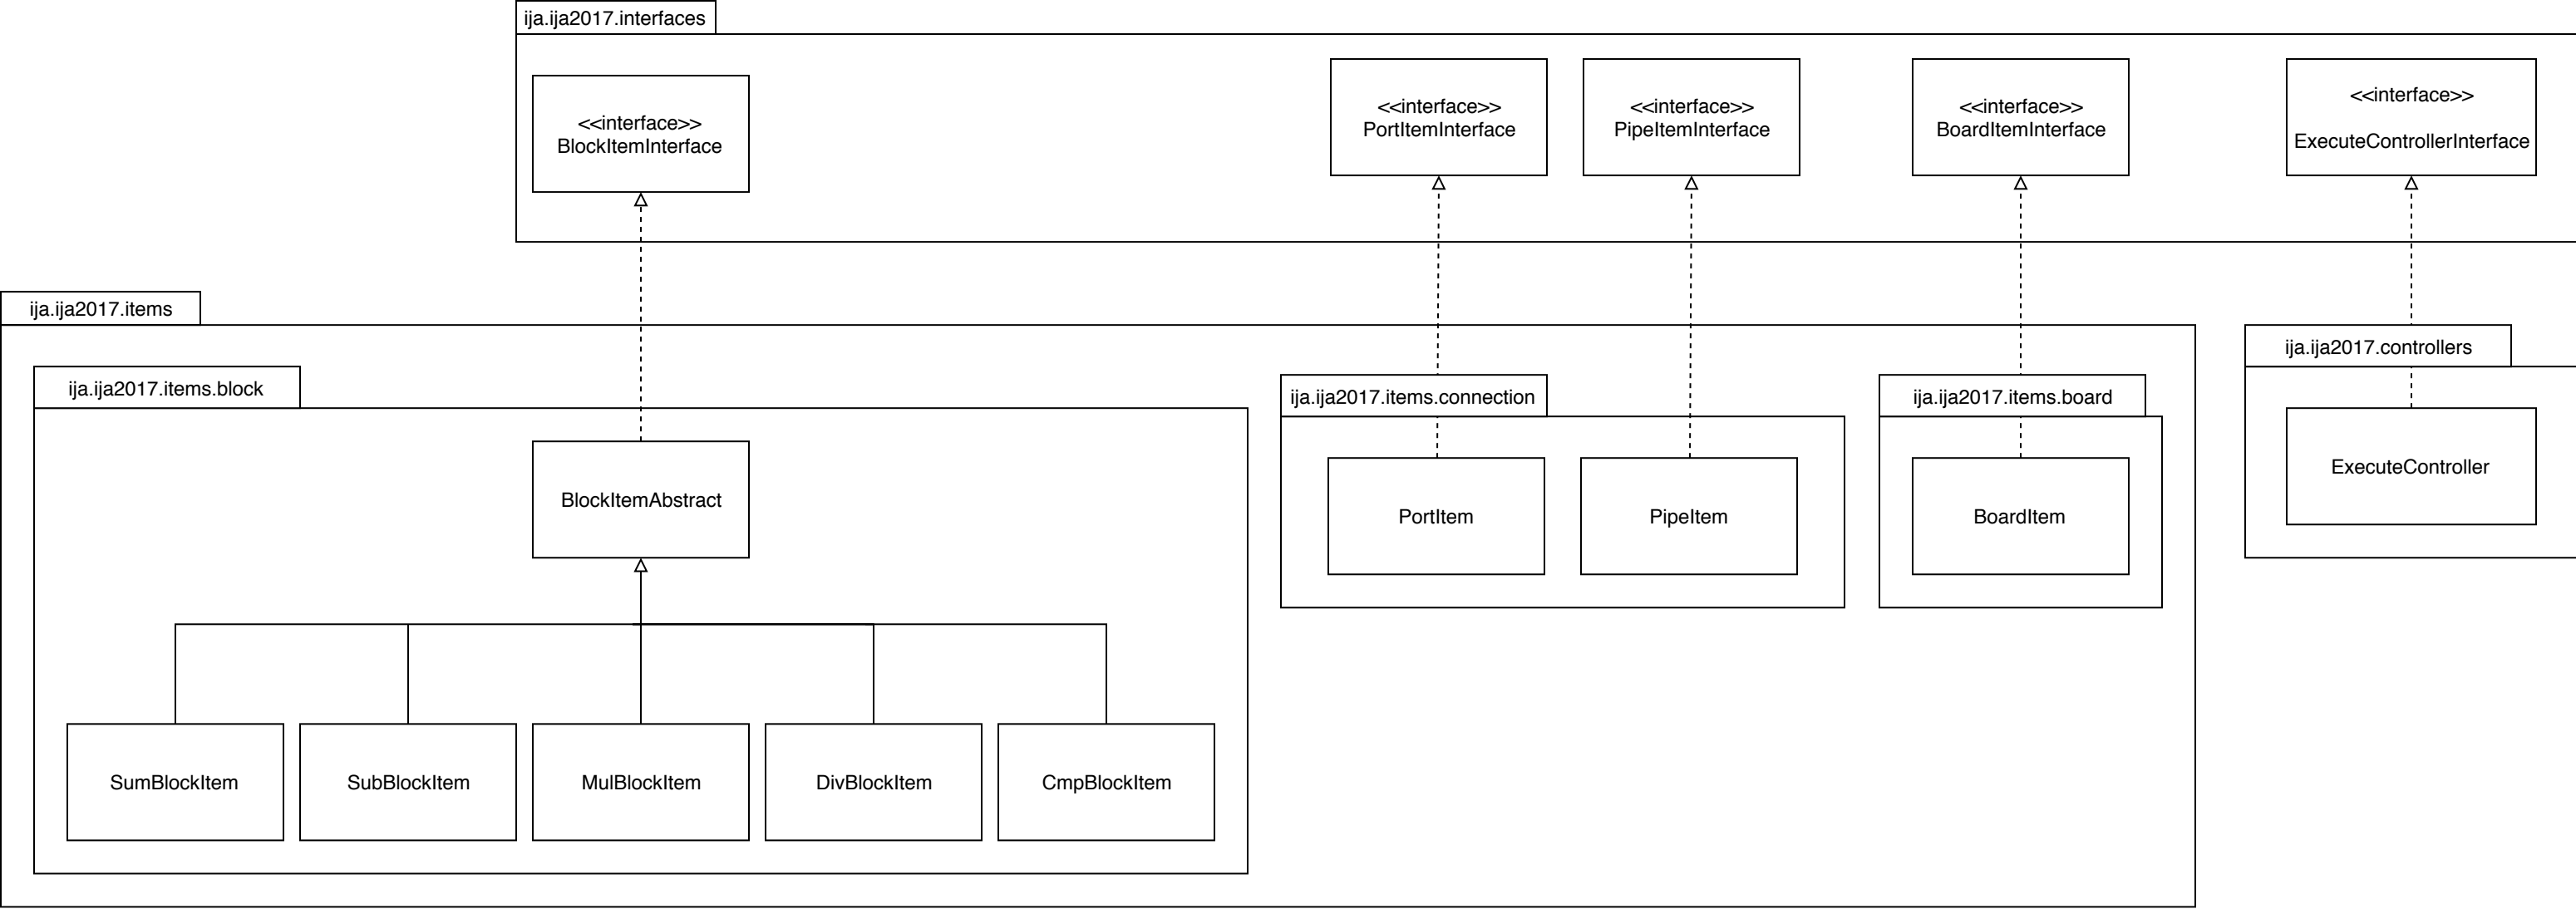 ija.ija2017.interfaces
<<interface>>
BlockItemInterface
<<interface>>
PortItemInterface
<<interface>>
PipeItemInterface
<<interface>>
BoardItemInterface
<<interface>>
ExecuteControllerInterface
ija.ija2017.items
ija.ija2017.items.block
ija.ija2017.items.connection
ija.ija2017.items.board
ija.ija2017.controllers
BlockItemAbstract
PortItem
PipeItem
BoardItem
ExecuteController
SumBlockItem
SubBlockItem
MulBlockItem
DivBlockItem
CmpBlockItem